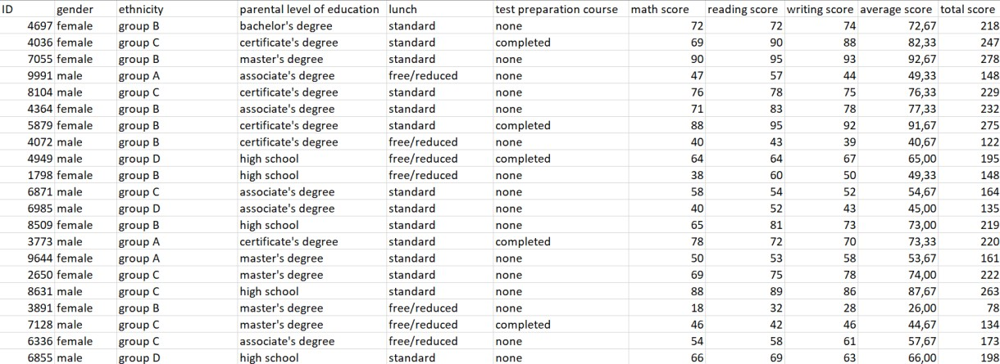 ID gender ethnicity parental level of education lunch test preparation course math score reading score writing score average score total score
4697 female group B bachelor's degree standard none 72 72 74 72,67 218
4036 female group C certificate's degree standard completed 69 90 88 82,33 247
7055 female group B master's degree standard none 90 95 93 92,67 278
9991 male group A associate's degree free/reduced none 47 57 44 49,33 148
8104 male group C certificate's degree standard none 76 78 75 76,33 229
4364 female group B associate's degree standard none 71 83 78 77,33 232
5879 female group B certificate's degree standard completed 88 95 92 91,67 275
4072 male group B certificate's degree free/reduced none 40 43 39 40,67 122
4949 male group D high school free/reduced completed 64 64 67 65,00 195
1798 female group B high school free/reduced none 38 60 50 49,33 148
6871 male group C associate's degree standard none 58 54 52 54,67 164
6985 male group D associate's degree standard none 40 52 43 45,00 135
8509 female group B high school standard none 65 81 73 73,00 219
3773 male group A certificate's degree standard completed 78 72 70 73,33 220
9644 female group A master's degree standard none 50 53 58 53,67 161
2650 female group C master's degree standard none 69 75 78 74,00 222
8631 male group C high school standard none 88 89 86 87,67 263
3891 female group B master's degree free/reduced none 18 32 28 26,00 78
7128 male group C master's degree free/reduced completed 46 42 46 44,67 134
6336 female group C associate's degree free/reduced none 54 58 61 57,67 173
6855 male group D high school standard none 66 69 63 66,00 198